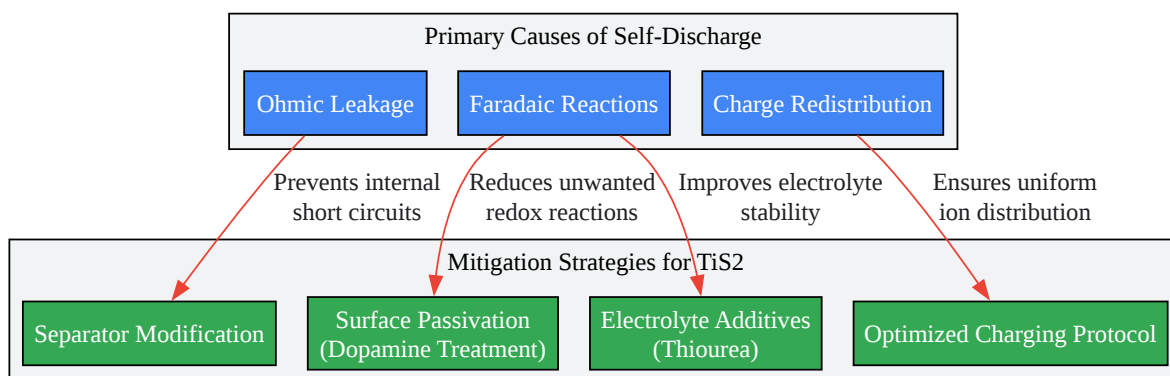 Primary Causes of Self-Discharge
Ohmic Leakage
Faradaic Reactions
Charge Redistribution
Prevents internal
short circuits
Reduces unwanted
redox reactions
Improves electrolyte
stability
Ensures uniform
ion distribution
Mitigation Strategies for TiS2
Separator Modification
Surface Passivation
(Dopamine Treatment)
Electrolyte Additives
(Thiourea)
Optimized Charging Protocol